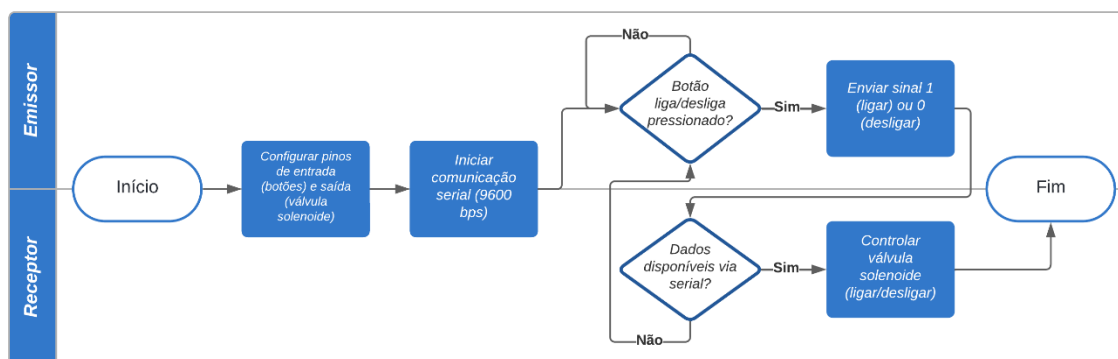 Emissor
Receptor
Início
Configurar pinos
de entrada
(botões) e saída
(válvula
solenoide)
Iniciar
comunicação
serial (9600
bps)
Não
Botão
liga/desliga
pressionado?
Sim
Enviar sinal 1
(ligar) ou 0
(desligar)
Dados
disponíveis via
serial?
Não
Sim
Controlar
válvula
solenoide
(ligar/desligar)
Fim